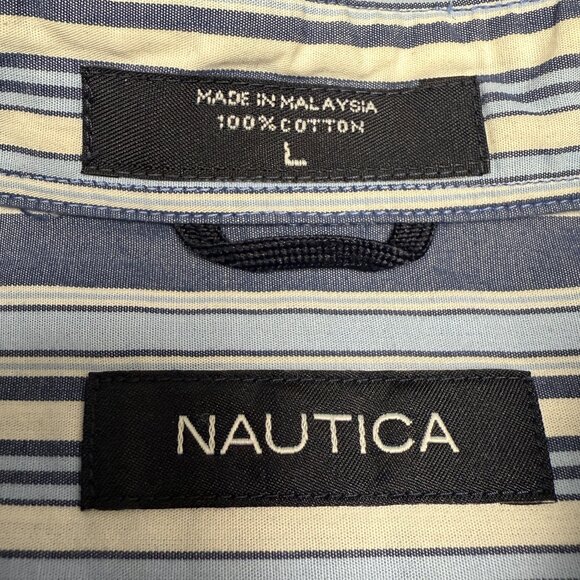 MADE IN MALAYSIA
100% COTTON
L
NAUTICA